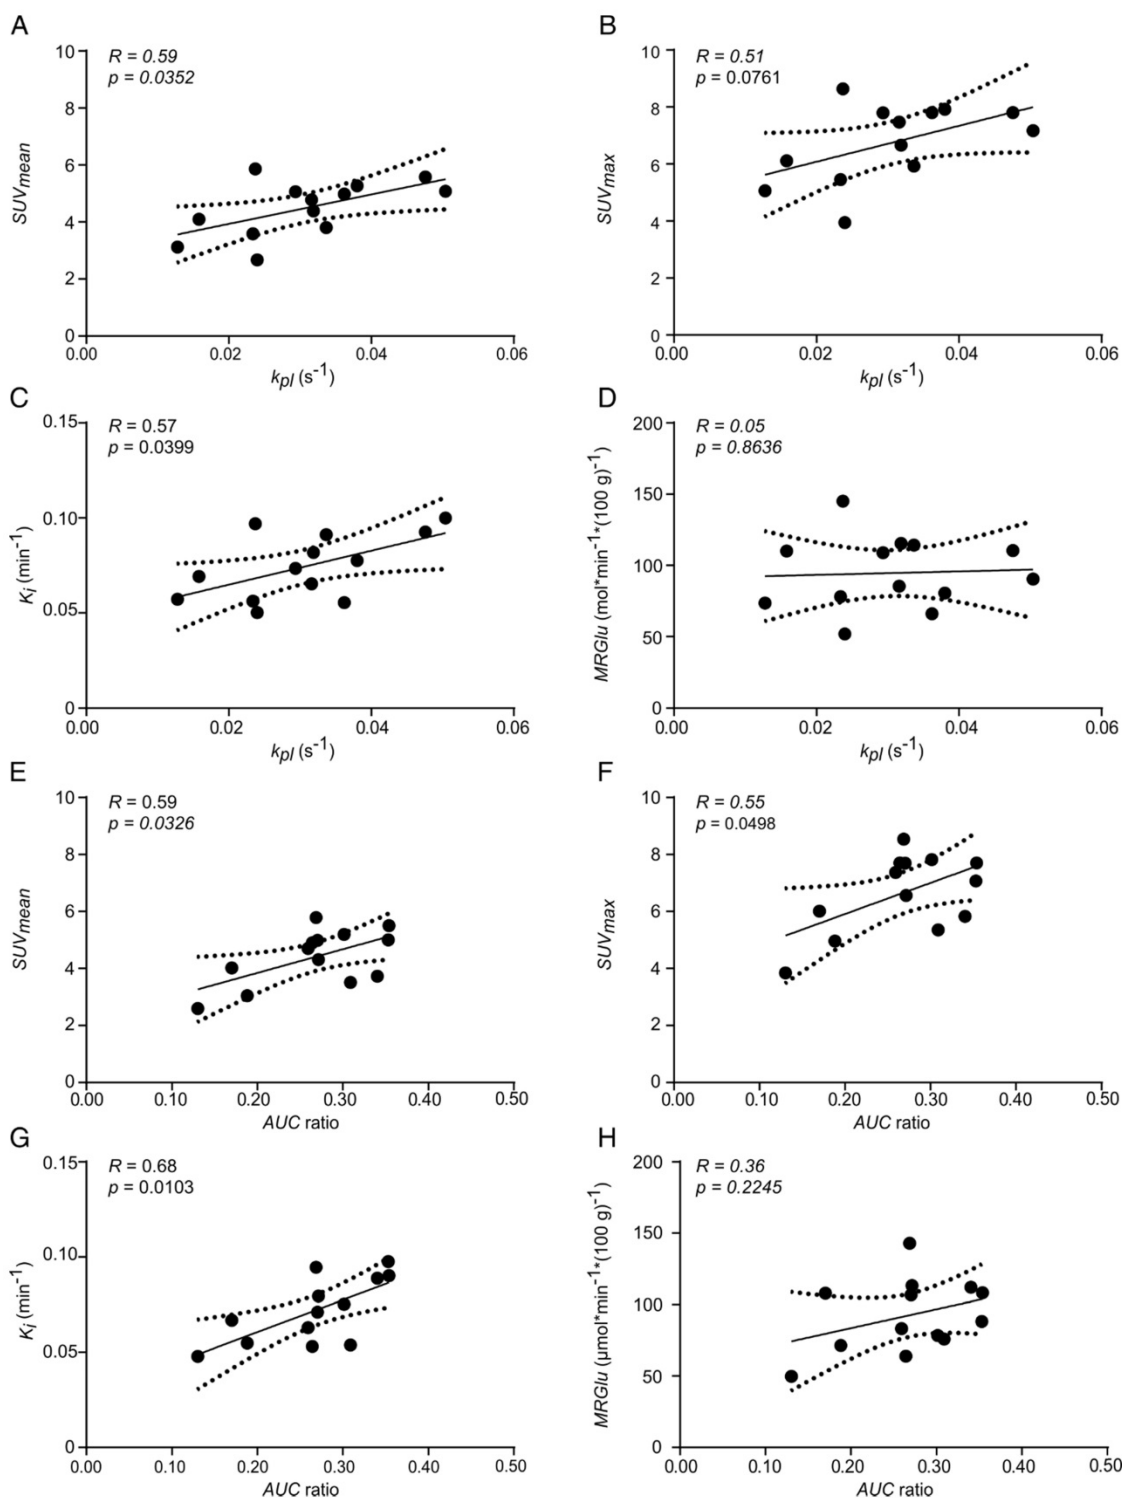 A
R = 0.59
p = 0.0352
10
8
6
4
2
0
SUVmean
0.00
0.02
0.04
0.06
kpl (s-1)
B
R = 0.51
p = 0.0761
10
8
6
4
2
0
SUVmax
0.00
0.02
0.04
0.06
kpl (s-1)
C
R = 0.57
p = 0.0399
0.15
0.10
0.05
0
Ki (min-1)
0.00
0.02
0.04
0.06
kpl (s-1)
D
R = 0.05
p = 0.8636
200
150
100
50
0
MRGlu (mol*min-1*(100 g)-1)
0.00
0.02
0.04
0.06
kpl (s-1)
E
R = 0.59
p = 0.0326
10
8
6
4
2
0
SUVmean
0.00
0.10
0.20
0.30
0.40
0.50
AUC ratio
F
R = 0.55
p = 0.0498
10
8
6
4
2
0
SUVmax
0.00
0.10
0.20
0.30
0.40
0.50
AUC ratio
G
R = 0.68
p = 0.0103
0.15
0.10
0.05
0
Ki (min-1)
0.00
0.10
0.20
0.30
0.40
0.50
AUC ratio
H
R = 0.36
p = 0.2245
200
150
100
50
0
MRGlu (µmol*min-1*(100 g)-1)
0.00
0.10
0.20
0.30
0.40
0.50
AUC ratio